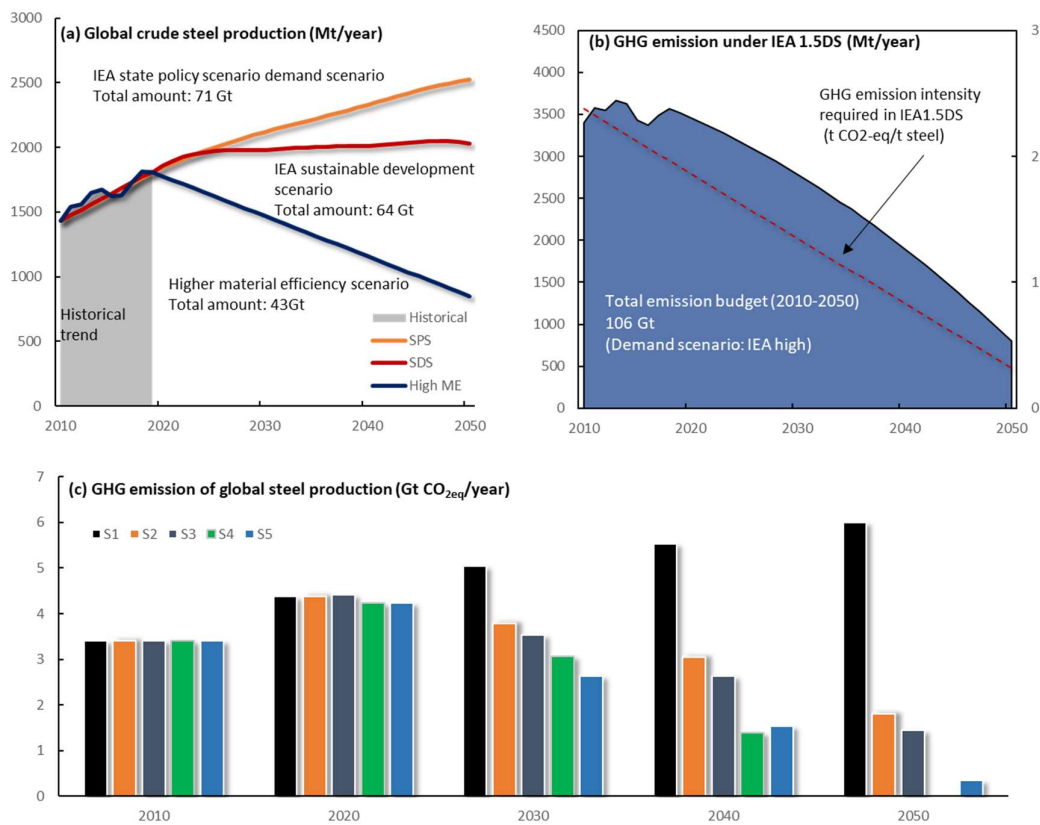 (a) Global crude steel production (Mt/year)
3000
2500
2000
1500
1000
500
0
IEA state policy scenario demand scenario
Total amount: 71 Gt
IEA sustainable development
scenario
Total amount: 64 Gt
Higher material efficiency scenario
Total amount: 43Gt
Historical
trend
Historical
SPS
SDS
High ME
2010
2020
2030
2040
2050
(b) GHG emission under IEA 1.5DS (Mt/year)
4500
4000
3500
3000
2500
2000
1500
1000
500
0
3
2
1
0
GHG emission intensity
required in IEA1.5DS
(t CO2-eq/t steel)
Total emission budget (2010-2050)
106 Gt
(Demand scenario: IEA high)
2010
2020
2030
2040
2050
(c) GHG emission of global steel production (Gt CO2eq/year)
S1 S2 S3 S4 S5
7
6
5
4
3
2
1
0
2010
2020
2030
2040
2050